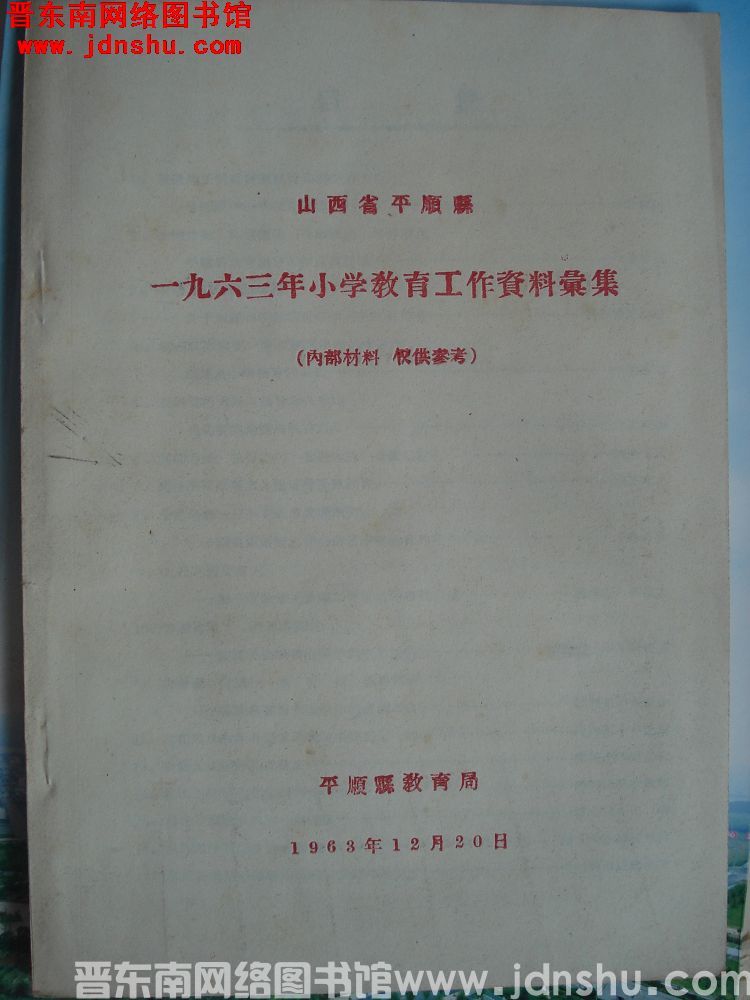 晋东南网络图书馆
www.jdnshu.com
山西省平順縣
一九六三年小学教育工作資料彙集
(內部材料 仅供参考)
平順縣教育局
1963年12月20日
晋东南网络图书馆www.jdnshu.com